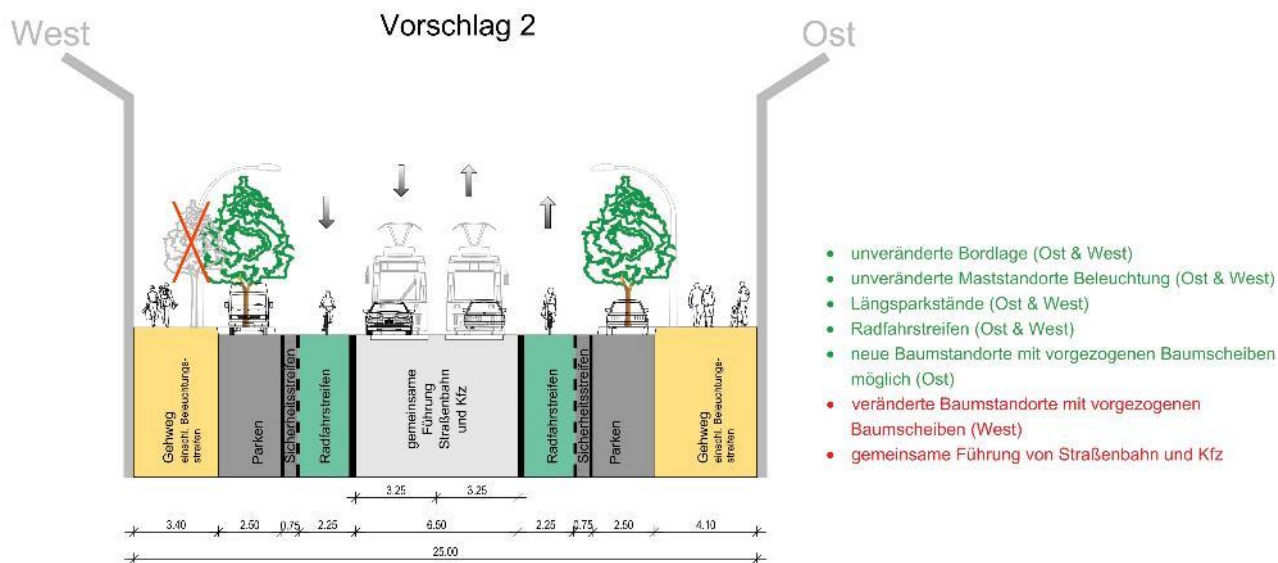 Vorschlag 2
West
Ost
Gehweg
einschl. Beleuchtungs-
streifen
Parken
Sicherheitsstreifen
Radfahrstreifen
gemeinsame
Führung
Straßenbahn
und Kfz
Radfahrstreifen
Sicherheitsstreifen
Parken
Gehweg
einschl. Beleuchtungs-
streifen
3.25 3.25
3.40 2.50 0.75 2.25 6.50 2.25 0.75 2.50 4.10
25.00
• unveränderte Bordlage (Ost & West)
• unveränderte Maststandorte Beleuchtung (Ost & West)
• Längsparkstände (Ost & West)
• Radfahrstreifen (Ost & West)
• neue Baumstandorte mit vorgezogenen Baumscheiben
möglich (Ost)
• veränderte Baumstandorte mit vorgezogenen
Baumscheiben (West)
• gemeinsame Führung von Straßenbahn und Kfz